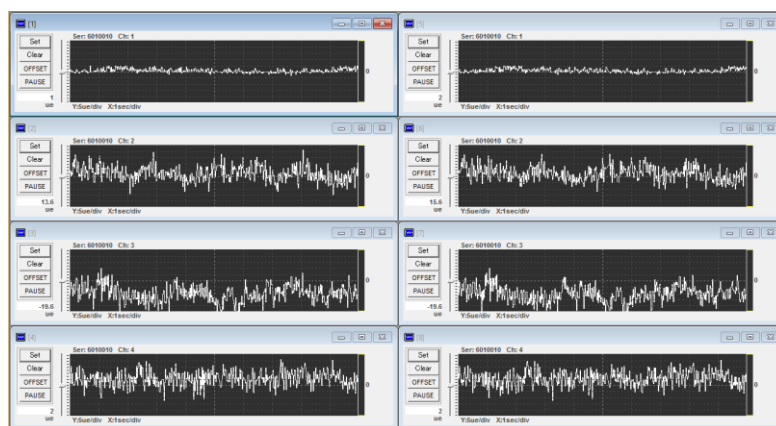 [1]
Set
Clear
OFFSET
PAUSE
1
ue
Ser: 6010010 Ch: 1
0
Y:5ue/div X:1sec/div
[5]
Set
Clear
OFFSET
PAUSE
2
ue
Ser: 6010010 Ch: 1
0
Y:5ue/div X:1sec/div
[2]
Set
Clear
OFFSET
PAUSE
13.6
ue
Ser: 6010010 Ch: 2
0
Y:5ue/div X:1sec/div
[6]
Set
Clear
OFFSET
PAUSE
15.6
ue
Ser: 6010010 Ch: 2
0
Y:5ue/div X:1sec/div
[3]
Set
Clear
OFFSET
PAUSE
-19.6
ue
Ser: 6010010 Ch: 3
0
Y:5ue/div X:1sec/div
[7]
Set
Clear
OFFSET
PAUSE
-19.6
ue
Ser: 6010010 Ch: 3
0
Y:5ue/div X:1sec/div
[4]
Set
Clear
OFFSET
PAUSE
2
ue
Ser: 6010010 Ch: 4
0
Y:5ue/div X:1sec/div
[8]
Set
Clear
OFFSET
PAUSE
2
ue
Ser: 6010010 Ch: 4
0
Y:5ue/div X:1sec/div